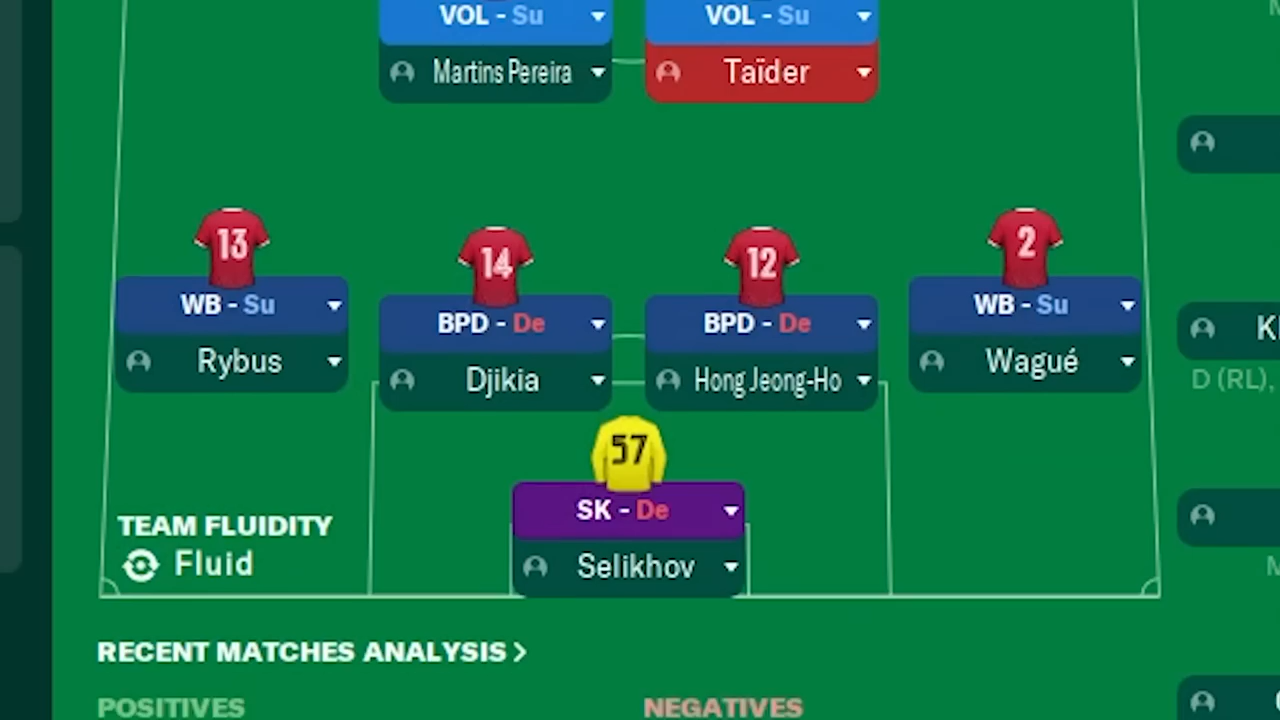 VOL - Su VOL - Su
Martins Pereira Taïder
13 14 12 2
WB - Su BPD - De BPD - De WB - Su
Rybus Djikia Hong Jeong-Ho Wagué
D (RL),
57
SK - De
TEAM FLUIDITY
Fluid
Selikhov
RECENT MATCHES ANALYSIS >
POSITIVES NEGATIVES